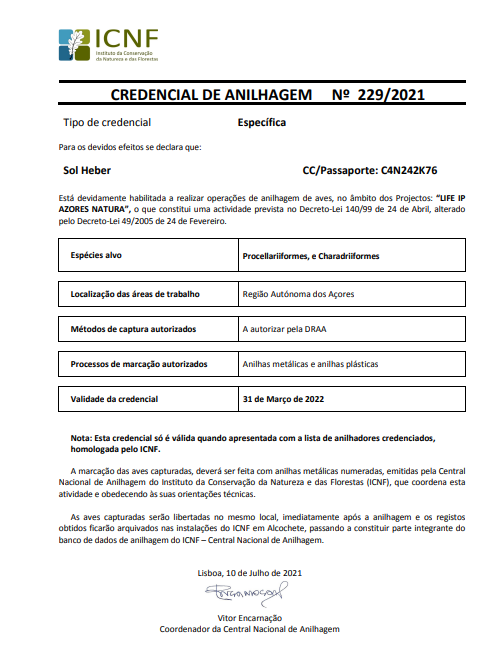 ICNF
Instituto da Conservação
da Natureza e das Florestas
CREDENCIAL DE ANILHAGEM Nº 229/2021
Tipo de credencial Específica
Para os devidos efeitos se declara que:
Sol Heber CC/Passaporte: C4N242K76
Está devidamente habilitada a realizar operações de anilhagem de aves, no âmbito dos Projectos: “LIFE IP
AZORES NATURA”, o que constitui uma actividade prevista no Decreto-Lei 140/99 de 24 de Abril, alterado
pelo Decreto-Lei 49/2005 de 24 de Fevereiro.
Espécies alvo Procellariiformes, e Charadriiformes
Localização das áreas de trabalho Região Autónoma dos Açores
Métodos de captura autorizados A autorizar pela DRAA
Processos de marcação autorizados Anilhas metálicas e anilhas plásticas
Validade da credencial 31 de Março de 2022
Nota: Esta credencial só é válida quando apresentada com a lista de anilhadores credenciados,
homologada pelo ICNF.
A marcação das aves capturadas, deverá ser feita com anilhas metálicas numeradas, emitidas pela Central
Nacional de Anilhagem do Instituto da Conservação da Natureza e das Florestas (ICNF), que coordena esta
atividade e obedecendo às suas orientações técnicas.
As aves capturadas serão libertadas no mesmo local, imediatamente após a anilhagem e os registos
obtidos ficarão arquivados nas instalações do ICNF em Alcochete, passando a constituir parte integrante do
banco de dados de anilhagem do ICNF – Central Nacional de Anilhagem.
Lisboa, 10 de Julho de 2021
Vitor Encarnação
Coordenador da Central Nacional de Anilhagem